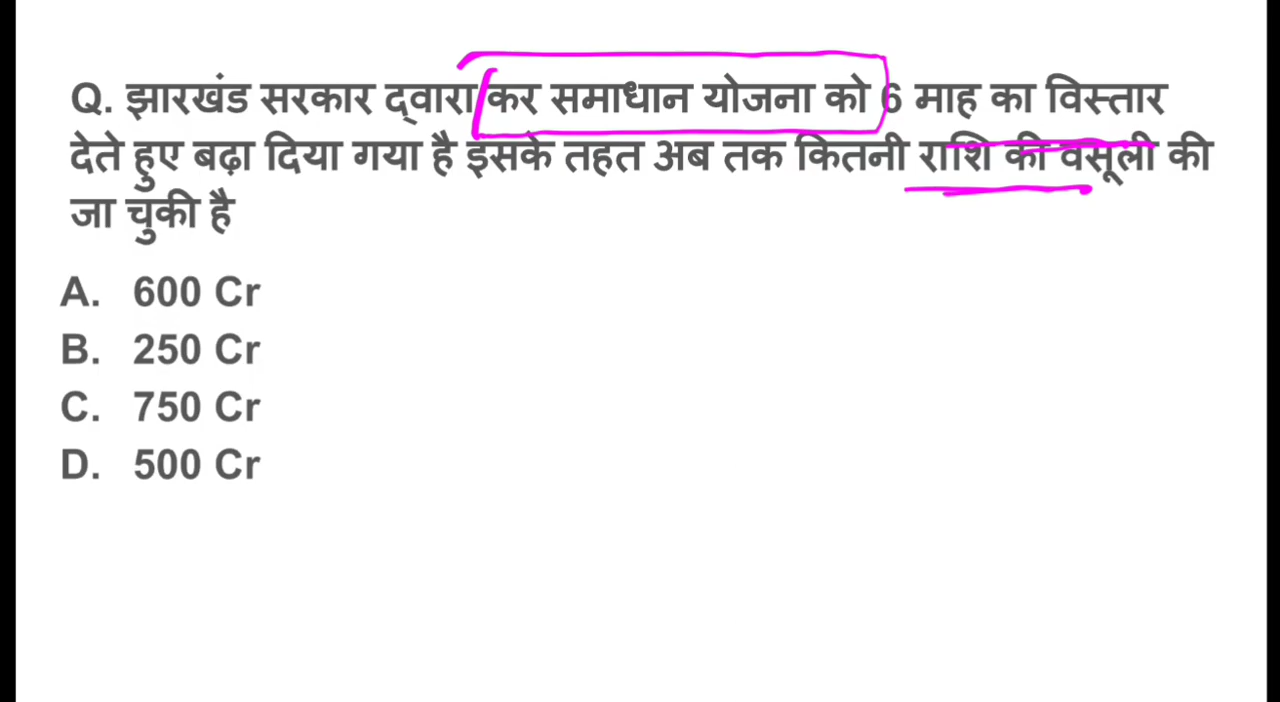 Q. झारखंड सरकार द्वारा कर समाधान योजना को 6 माह का विस्तार
देते हुए बढ़ा दिया गया है इसके तहत अब तक कितनी राशि की वसूली की
जा चुकी है
A. 600 Cr
B. 250 Cr
C. 750 Cr
D. 500 Cr